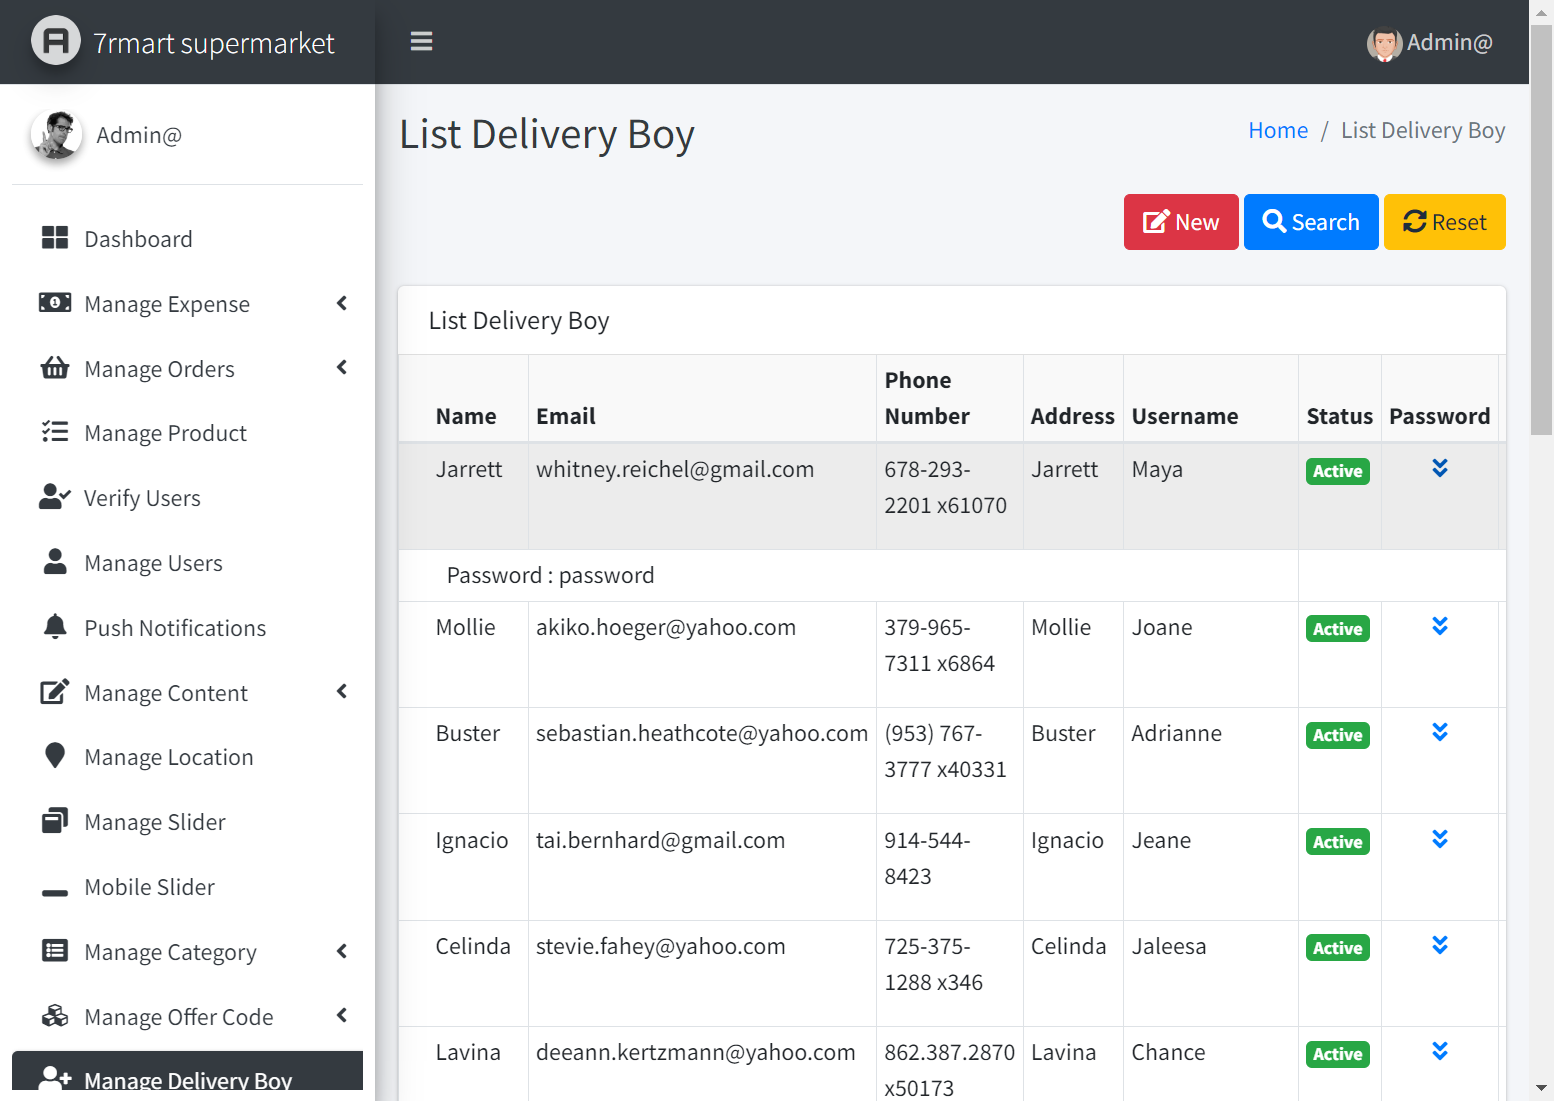 7rmart supermarket
Admin@
Admin@
List Delivery Boy
Home / List Delivery Boy
New
Search
Reset
Dashboard
Manage Expense
Manage Orders
Manage Product
Verify Users
Manage Users
Push Notifications
Manage Content
Manage Location
Manage Slider
Mobile Slider
Manage Category
Manage Offer Code
Manage Delivery Boy
List Delivery Boy
Name Email Phone Number Address Username Status Password
Jarrett whitney.reichel@gmail.com 678-293-2201 x61070 Jarrett Maya Active
Password : password
Mollie akiko.hoeger@yahoo.com 379-965-7311 x6864 Mollie Joane Active
Buster sebastian.heathcote@yahoo.com (953) 767-3777 x40331 Buster Adrianne Active
Ignacio tai.bernhard@gmail.com 914-544-8423 Ignacio Jeane Active
Celinda stevie.fahey@yahoo.com 725-375-1288 x346 Celinda Jaleesa Active
Lavina deeann.kertzmann@yahoo.com 862.387.2870 x50173 Lavina Chance Active